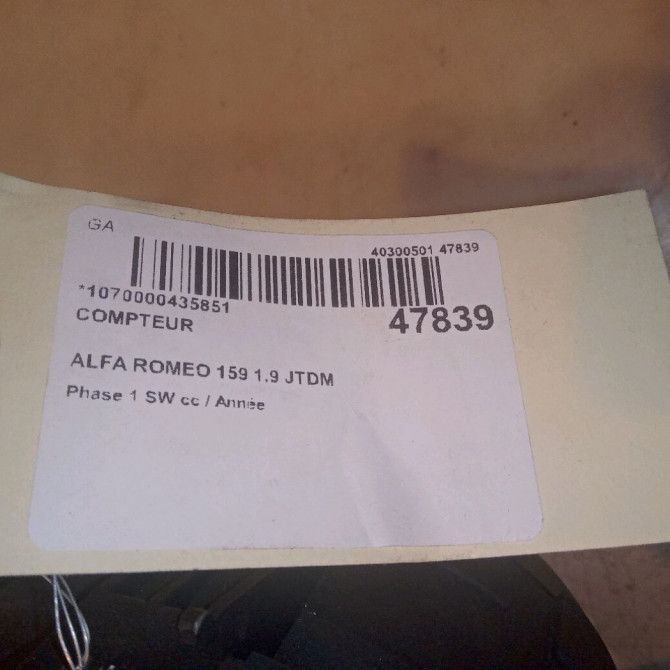 GA
40300501 47839
*1070000435851
47839
COMPTEUR
ALFA ROMEO 159 1.9 JTDM
Phase 1 SW cc / Année